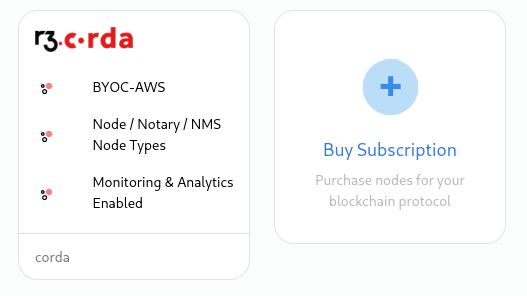 r3.c•rda
BYOC-AWS
Node / Notary / NMS
Node Types
Monitoring & Analytics
Enabled
corda
Buy Subscription
Purchase nodes for your
blockchain protocol